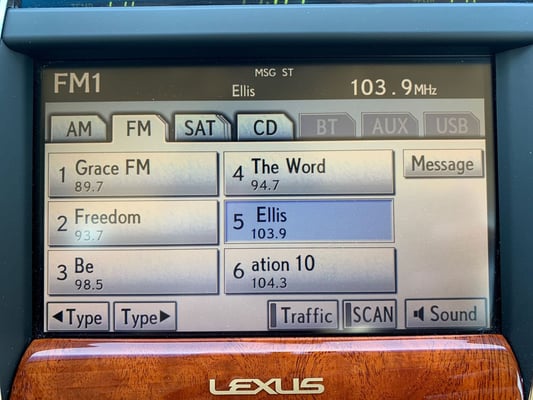 FM1
MSG ST
Ellis
103.9MHz
AM FM SAT CD BT AUX USB
1 Grace FM
89.7
4 The Word
94.7
Message
2 Freedom
93.7
5 Ellis
103.9
3 Be
98.5
6 ation 10
104.3
◀Type Type▶ Traffic SCAN Sound
LEXUS